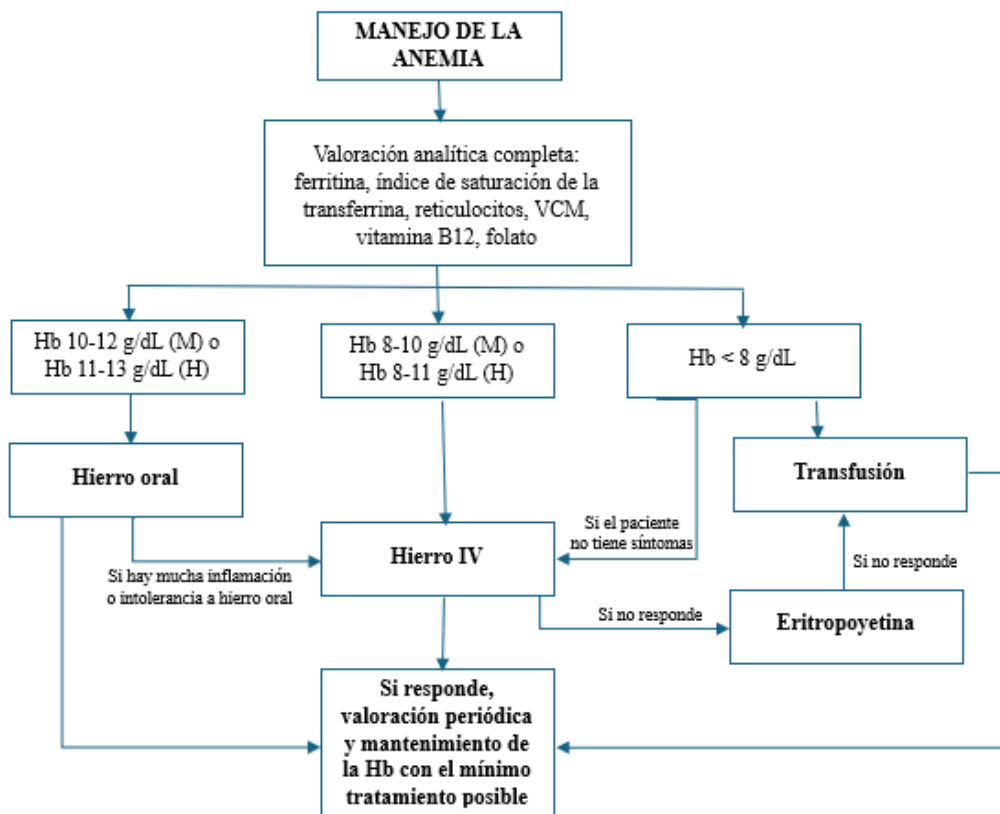 MANEJO DE LA
ANEMIA
Valoración analítica completa:
ferritina, índice de saturación de la
transferrina, reticulocitos, VCM,
vitamina B12, folato
Hb 10-12 g/dL (M) o
Hb 11-13 g/dL (H)
Hb 8-10 g/dL (M) o
Hb 8-11 g/dL (H)
Hb < 8 g/dL
Hierro oral
Transfusión
Si el paciente
no tiene síntomas
Hierro IV
Si hay mucha inflamación
o intolerancia a hierro oral
Si no responde
Si no responde
Eritropoyetina
Si responde,
valoración periódica
y mantenimiento de
la Hb con el mínimo
tratamiento posible